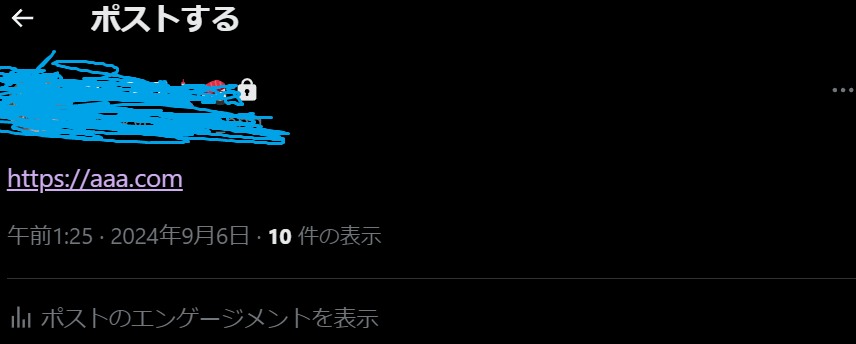 ポストする
https://aaa.com
午前1:25 · 2024年9月6日 · 10 件の表示
ポストのエンゲージメントを表示